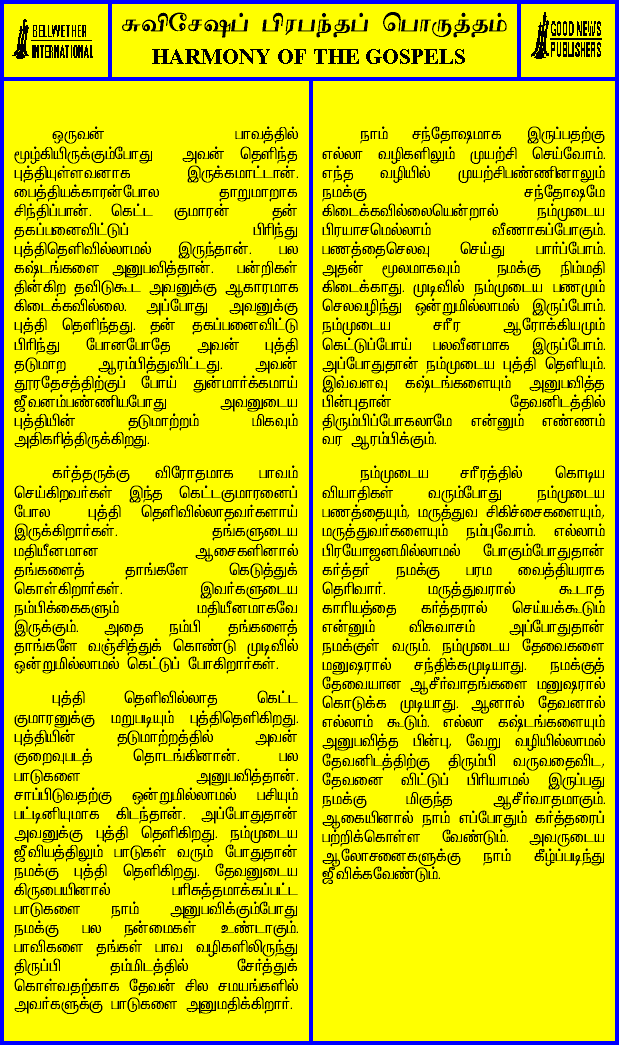 BELLWETHER
INTERNATIONAL
சுவிசேஷப் பிரபந்தப் பொருத்தம்
HARMONY OF THE GOSPELS
GOOD NEWS
PUBLISHERS
ஒருவன் பாவத்தில்
மூழ்கியிருக்கும்போது அவன் தெளிந்த
புத்தியுள்ளவனாக இருக்கமாட்டான்.
பைத்தியக்காரன்போல தாறுமாறாக
சிந்திப்பான். கெட்ட குமாரன் தன்
தகப்பனைவிட்டுப் பிரிந்து
புத்திதெளிவில்லாமல் இருந்தான். பல
கஷ்டங்களை அனுபவித்தான். பன்றிகள்
தின்கிற தவிடுகூட அவனுக்கு ஆகாரமாக
கிடைக்கவில்லை. அப்போது அவனுக்கு
புத்தி தெளிந்தது. தன் தகப்பனைவிட்டு
பிரிந்து போனபோதே அவன் புத்தி
தடுமாற ஆரம்பித்துவிட்டது. அவன்
தூரதேசத்திற்குப் போய் துன்மார்க்கமாய்
ஜீவனம்பண்ணியபோது அவனுடைய
புத்தியின் தடுமாற்றம் மிகவும்
அதிகரித்திருக்கிறது.
கர்த்தருக்கு விரோதமாக பாவம்
செய்கிறவர்கள் இந்த கெட்டகுமாரனைப்
போல புத்தி தெளிவில்லாதவர்களாய்
இருக்கிறார்கள். தங்களுடைய
மதியீனமான ஆசைகளினால்
தங்களைத் தாங்களே கெடுத்துக்
கொள்கிறார்கள். இவர்களுடைய
நம்பிக்கைகளும் மதியீனமாகவே
இருக்கும். அதை நம்பி தங்களைத்
தாங்களே வஞ்சித்துக் கொண்டு முடிவில்
ஒன்றுமில்லாமல் கெட்டுப் போகிறார்கள்.
புத்தி தெளிவில்லாத கெட்ட
குமாரனுக்கு மறுபடியும் புத்திதெளிகிறது.
புத்தியின் தடுமாற்றத்தில் அவன்
குறைவுபடத் தொடங்கினான். பல
பாடுகளை அனுபவித்தான்.
சாப்பிடுவதற்கு ஒன்றுமில்லாமல் பசியும்
பட்டினியுமாக கிடந்தான். அப்போதுதான்
அவனுக்கு புத்தி தெளிகிறது. நம்முடைய
ஜீவியத்திலும் பாடுகள் வரும் போதுதான்
நமக்கு புத்தி தெளிகிறது. தேவனுடைய
கிருபையினால் பரிசுத்தமாக்கப்பட்ட
பாடுகளை நாம் அனுபவிக்கும்போது
நமக்கு பல நன்மைகள் உண்டாகும்.
பாவிகளை தங்கள் பாவ வழிகளிலிருந்து
திருப்பி தம்மிடத்தில் சேர்த்துக்
கொள்வதற்காக தேவன் சில சமயங்களில்
அவர்களுக்கு பாடுகளை அனுமதிக்கிறார்.
நாம் சந்தோஷமாக இருப்பதற்கு
எல்லா வழிகளிலும் முயற்சி செய்வோம்.
எந்த வழியில் முயற்சிபண்ணினாலும்
நமக்கு சந்தோஷமே
கிடைக்கவில்லையென்றால் நம்முடைய
பிரயாசமெல்லாம் வீணாகப்போகும்.
பணத்தைசெலவு செய்து பார்ப்போம்.
அதன் மூலமாகவும் நமக்கு நிம்மதி
கிடைக்காது. முடிவில் நம்முடைய பணமும்
செலவழிந்து ஒன்றுமில்லாமல் இருப்போம்.
நம்முடைய சரீர ஆரோக்கியமும்
கெட்டுப்போய் பலவீனமாக இருப்போம்.
அப்போதுதான் நம்முடைய புத்தி தெளியும்.
இவ்வளவு கஷ்டங்களையும் அனுபவித்த
பின்புதான் தேவனிடத்தில்
திரும்பிப்போகலாமே என்னும் எண்ணம்
வர ஆரம்பிக்கும்.
நம்முடைய சரீரத்தில் கொடிய
வியாதிகள் வரும்போது நம்முடைய
பணத்தையும், மருத்துவ சிகிச்சைகளையும்,
மருத்துவர்களையும் நம்புவோம். எல்லாம்
பிரயோஜனமில்லாமல் போகும்போதுதான்
கர்த்தர் நமக்கு பரம வைத்தியராக
தெரிவார். மருத்துவரால் கூடாத
காரியத்தை கர்த்தரால் செய்யக்கூடும்
என்னும் விசுவாசம் அப்போதுதான்
நமக்குள் வரும். நம்முடைய தேவைகளை
மனுஷரால் சந்திக்கமுடியாது. நமக்குத்
தேவையான ஆசீர்வாதங்களை மனுஷரால்
கொடுக்க முடியாது. ஆனால் தேவனால்
எல்லாம் கூடும். எல்லா கஷ்டங்களையும்
அனுபவித்த பின்பு, வேறு வழியில்லாமல்
தேவனிடத்திற்கு திரும்பி வருவதைவிட,
தேவனை விட்டுப் பிரியாமல் இருப்பது
நமக்கு மிகுந்த ஆசீர்வாதமாகும்.
ஆகையினால் நாம் எப்போதும் கர்த்தரைப்
பற்றிக்கொள்ள வேண்டும். அவருடைய
ஆலோசனைகளுக்கு நாம் கீழ்ப்படிந்து
ஜீவிக்கவேண்டும்.